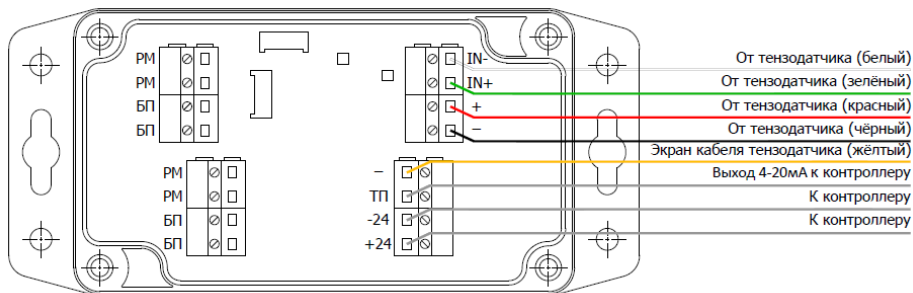 РМ
РМ
БП
БП
IN-
IN+
+
−
От тензодатчика (белый)
От тензодатчика (зелёный)
От тензодатчика (красный)
От тензодатчика (чёрный)
Экран кабеля тензодатчика (жёлтый)
Выход 4-20мА к контроллеру
К контроллеру
К контроллеру
РМ
РМ
БП
БП
−
ТП
-24
+24